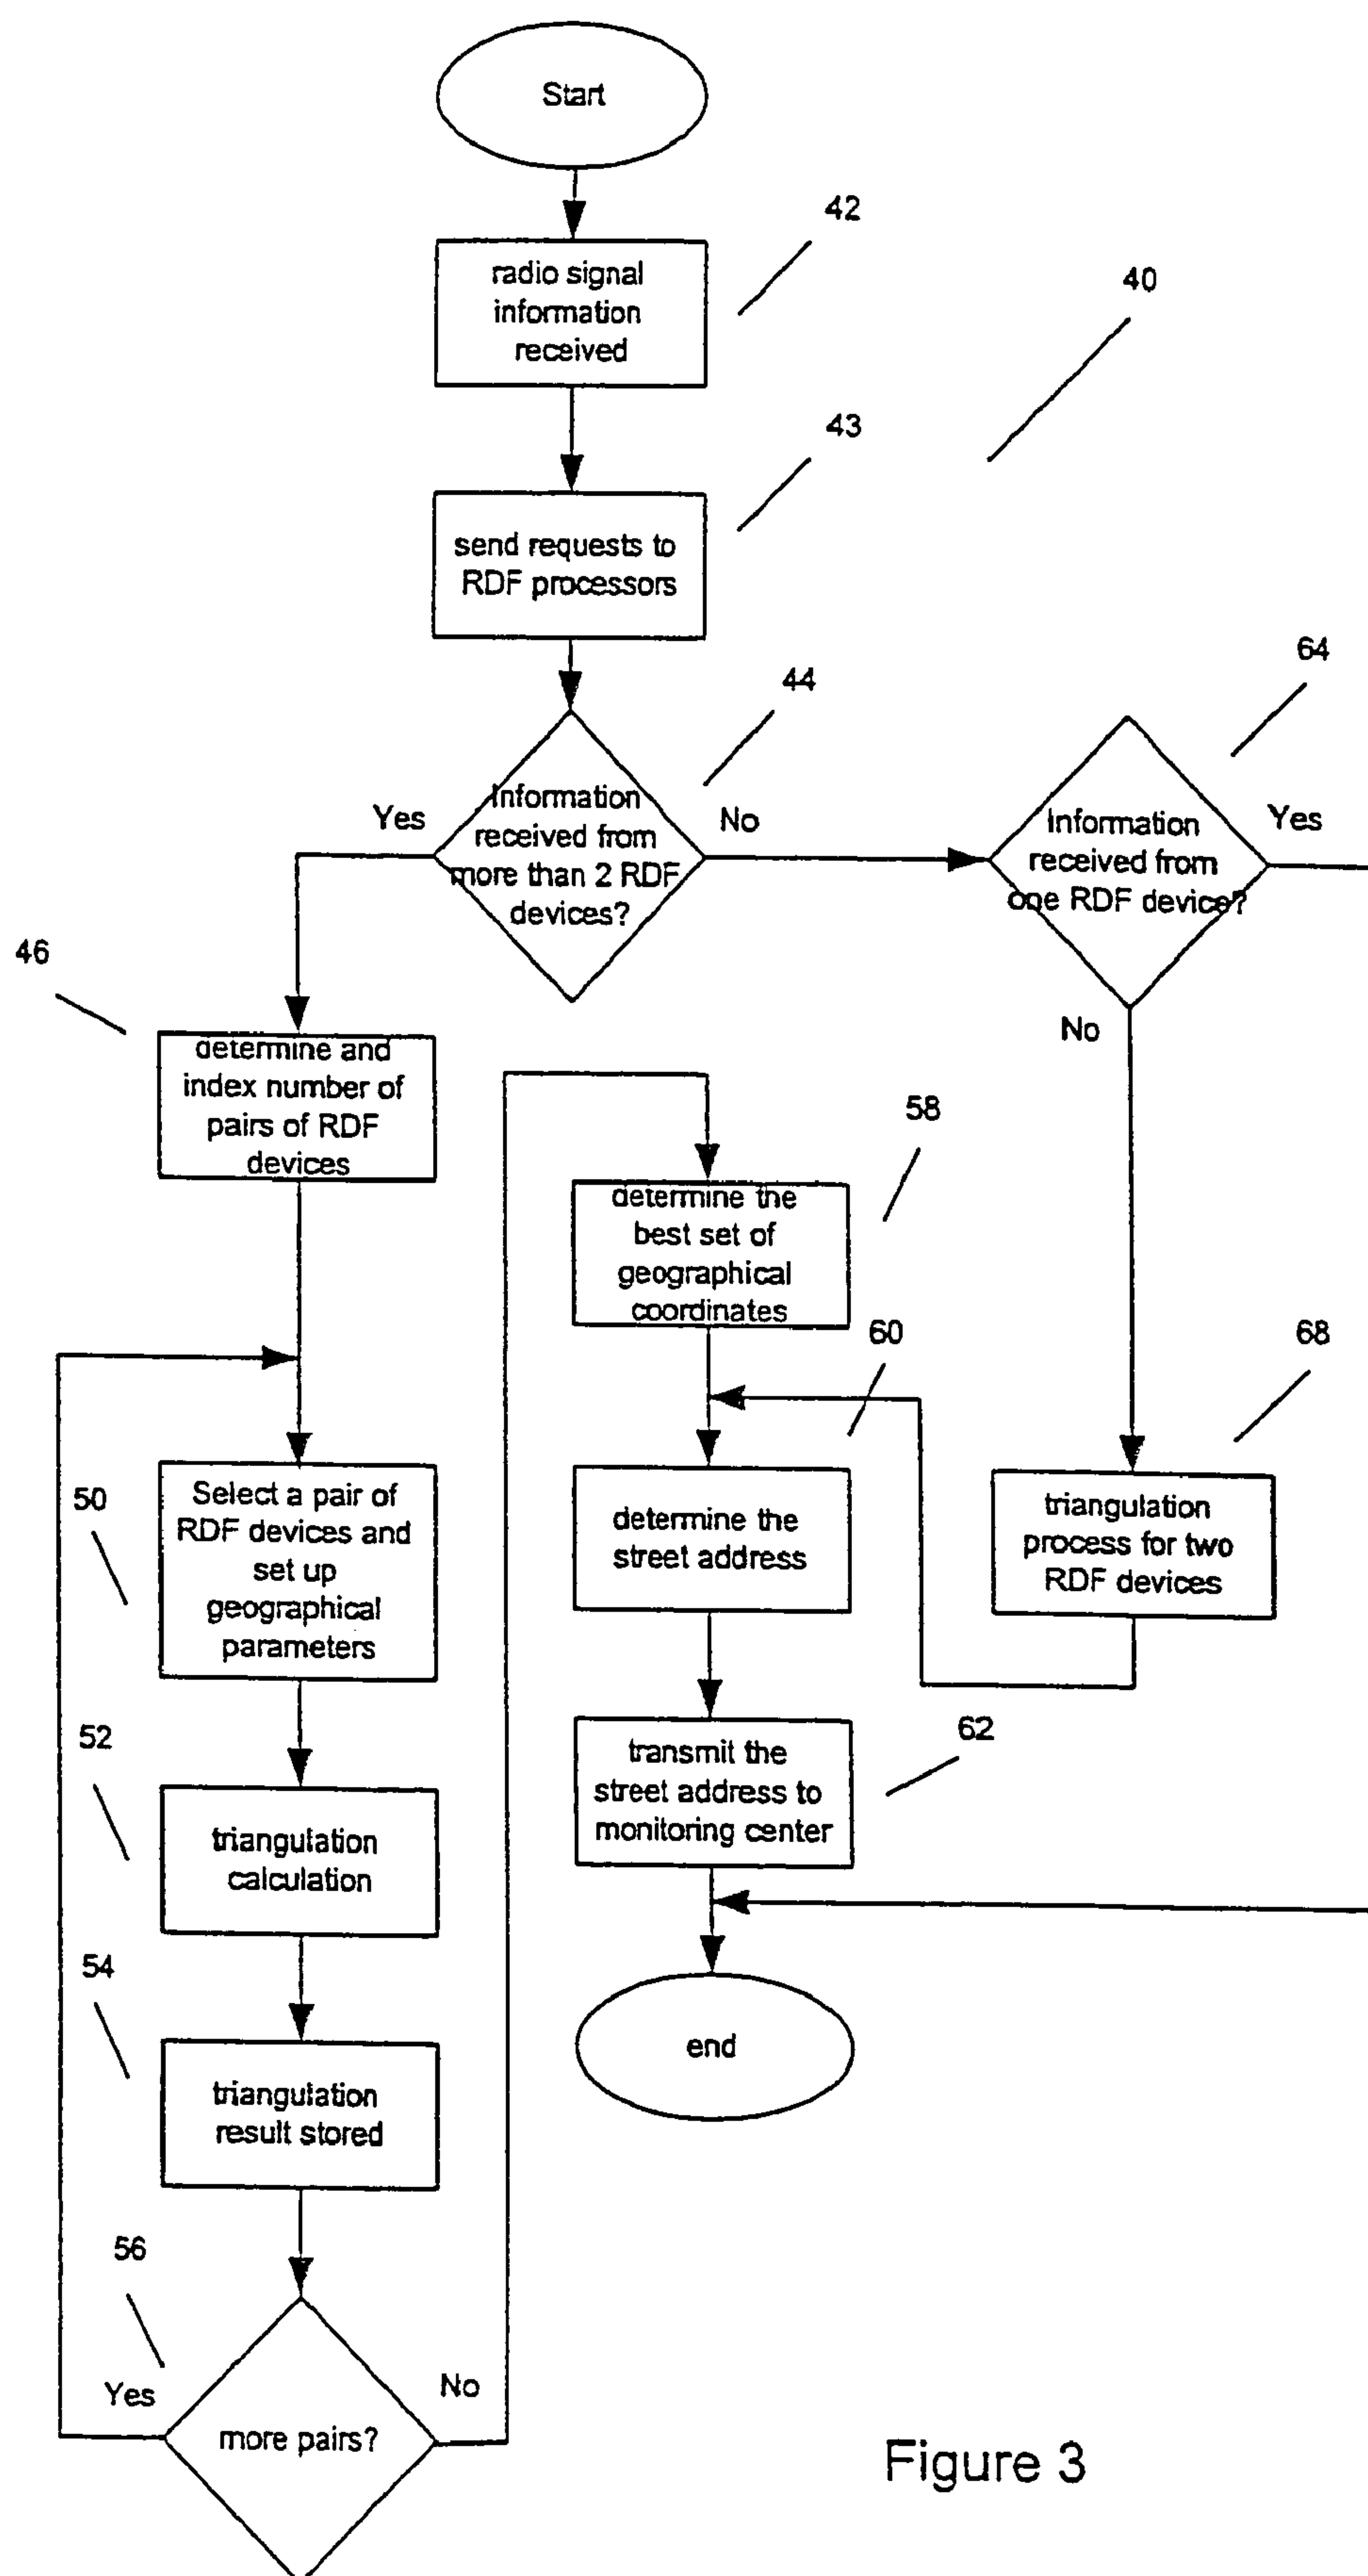 Start
42
radio signal
information
received
40
43
send requests to
RDF processors
44
64
Yes
Information
received from
more than 2 RDF
devices?
No
Information
received from
one RDF device?
Yes
No
46
determine and
index number of
pairs of RDF
devices
58
determine the
best set of
geographical
coordinates
60
68
50
Select a pair of
RDF devices and
set up
geographical
parameters
determine the
street address
triangulation
process for two
RDF devices
52
triangulation
calculation
62
transmit the
street address to
monitoring center
54
triangulation
result stored
end
56
Yes
more pairs?
No
Figure 3